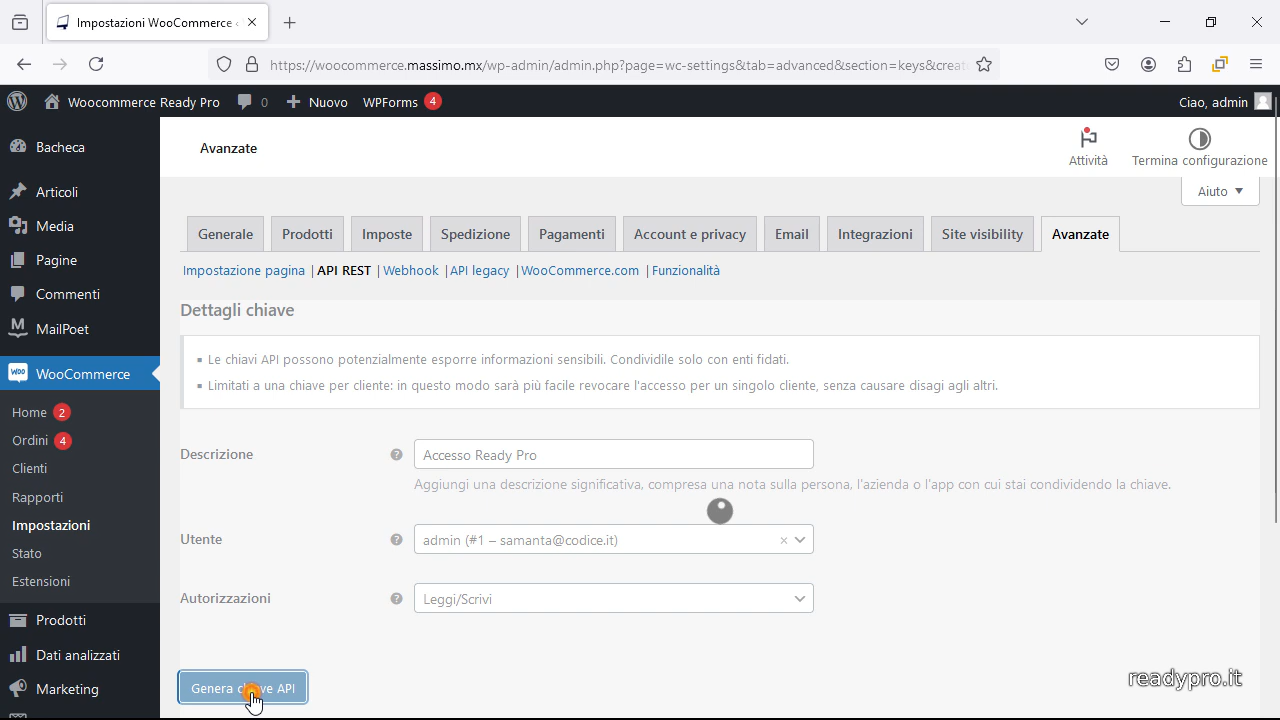 Impostazioni WooCommerce
https://woocommerce.massimo.mx/wp-admin/admin.php?page=wc-settings&tab=advanced&section=keys&crea
Woocommerce Ready Pro 0 Nuovo WPForms 4 Ciao, admin
Bacheca
Articoli
Media
Pagine
Commenti
MailPoet
WooCommerce
Home 2
Ordini 4
Clienti
Rapporti
Impostazioni
Stato
Estensioni
Prodotti
Dati analizzati
Marketing
Avanzate
Attività
Termina configurazione
Aiuto
Generale Prodotti Imposte Spedizione Pagamenti Account e privacy Email Integrazioni Site visibility Avanzate
Impostazione pagina | API REST | Webhook | API legacy | WooCommerce.com | Funzionalità
Dettagli chiave
Le chiavi API possono potenzialmente esporre informazioni sensibili. Condividile solo con enti fidati.
Limitati a una chiave per cliente: in questo modo sarà più facile revocare l'accesso per un singolo cliente, senza causare disagi agli altri.
Descrizione ? Accesso Ready Pro
Aggiungi una descrizione significativa, compresa una nota sulla persona, l'azienda o l'app con cui stai condividendo la chiave.
Utente ? admin (#1 – samanta@codice.it) ×
Autorizzazioni ? Leggi/Scrivi
Genera chiave API
readypro.it